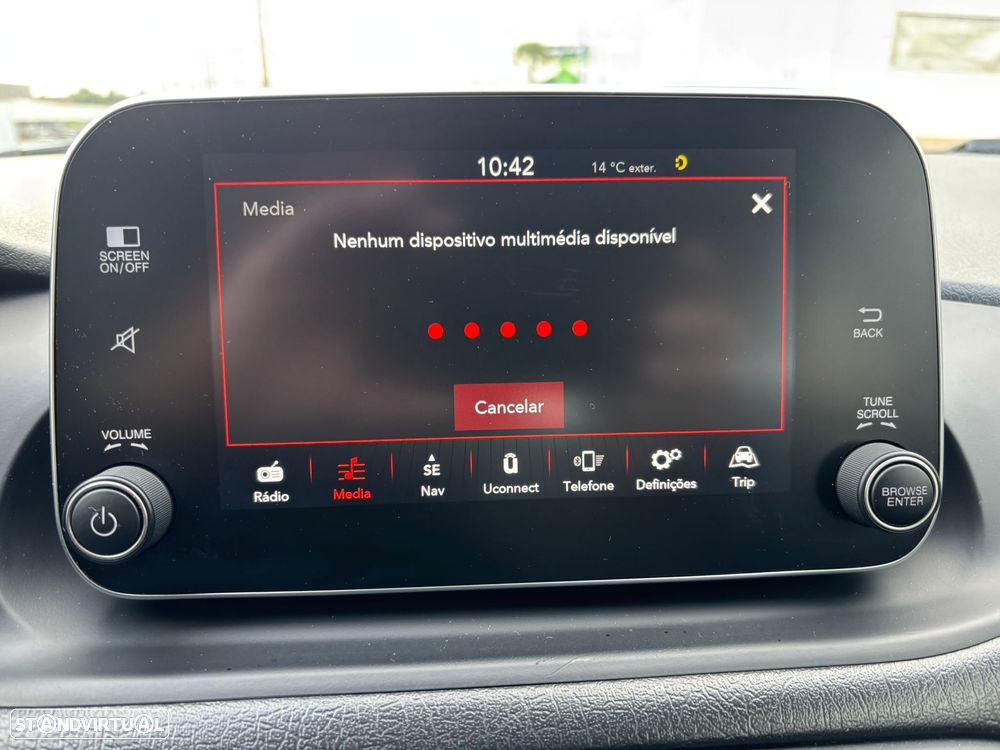 10:42
14 °C exter.
Media
Nenhum dispositivo multimédia disponível
Cancelar
SCREEN
ON/OFF
VOLUME
BACK
TUNE
SCROLL
BROWSE
ENTER
Rádio
Media
SE
Nav
Uconnect
Telefone
Definições
Trip
STANDVIRTUAL